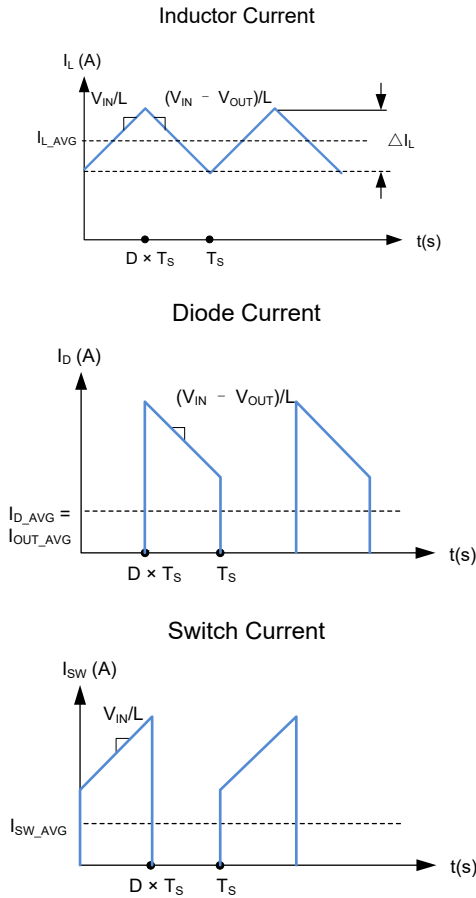 Inductor Current
I_L (A)
V_IN/L
(V_IN − V_OUT)/L
I_L_AVG
△I_L
t(s)
D × T_S
T_S
Diode Current
I_D (A)
(V_IN − V_OUT)/L
I_D_AVG =
I_OUT_AVG
t(s)
D × T_S
T_S
Switch Current
I_SW (A)
V_IN/L
I_SW_AVG
t(s)
D × T_S
T_S